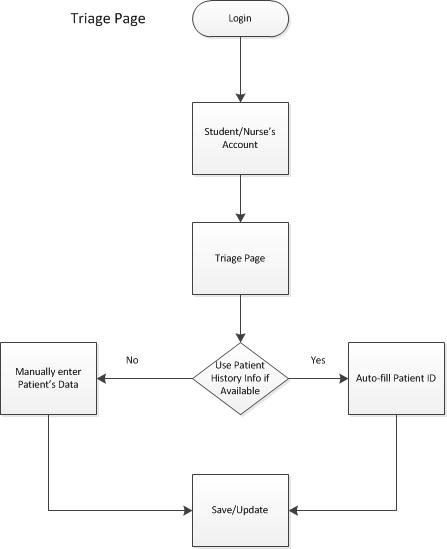 Triage Page
Login
Student/Nurse's
Account
Triage Page
Use Patient
History Info if
Available
No
Yes
Manually enter
Patient's Data
Auto-fill Patient ID
Save/Update